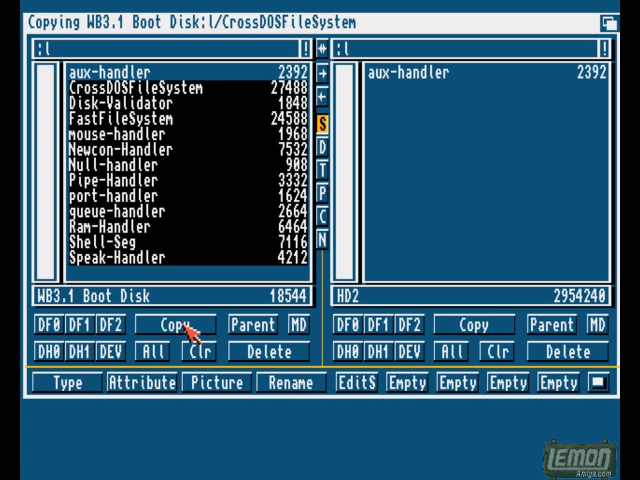 Copying WB3.1 Boot Disk:l/CrossDOSFileSystem
:l ! :l !
aux-handler 2392 aux-handler 2392
CrossDOSFileSystem 27488
Disk-Validator 1848
FastFileSystem 24588
mouse-handler 1968
Newcon-Handler 7532
Null-handler 908
Pipe-Handler 3332
port-handler 1624
queue-handler 2664
Ram-Handler 6464
Shell-Seg 7116
Speak-Handler 4212
S
D
T
P
C
N
WB3.1 Boot Disk 18544 HD2 2954240
DF0 DF1 DF2 Copy Parent MD DF0 DF1 DF2 Copy Parent MD
DH0 DH1 DEV All Clr Delete DH0 DH1 DEV All Clr Delete
Type Attribute Picture Rename EditS Empty Empty Empty Empty
LEMON
Amiga.com